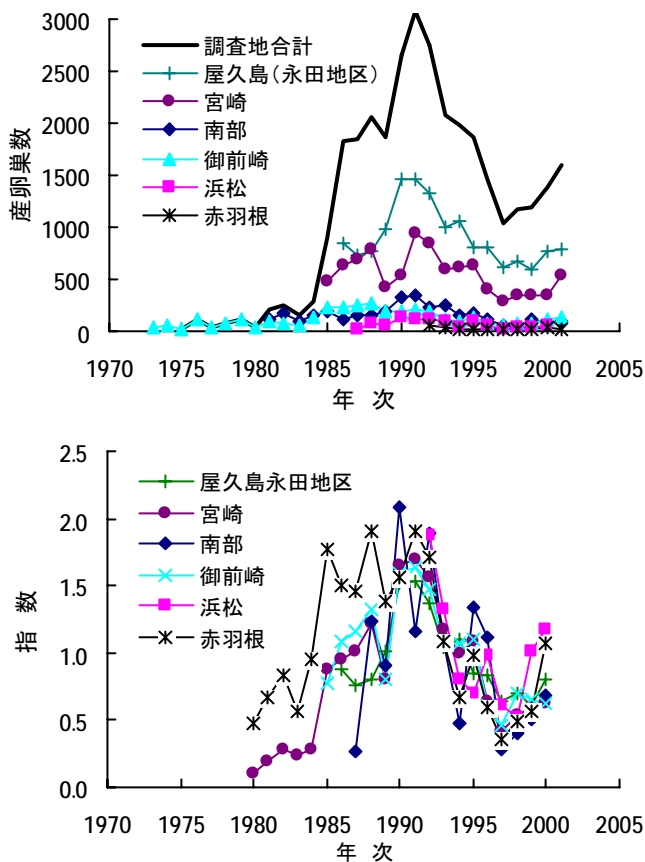 3000
2500
2000
1500
1000
500
0
産卵巣数
調査地合計
屋久島(永田地区)
宮崎
南部
御前崎
浜松
赤羽根
1970 1975 1980 1985 1990 1995 2000 2005
年 次
2.5
2.0
1.5
1.0
0.5
0.0
指 数
屋久島永田地区
宮崎
南部
御前崎
浜松
赤羽根
1970 1975 1980 1985 1990 1995 2000 2005
年 次